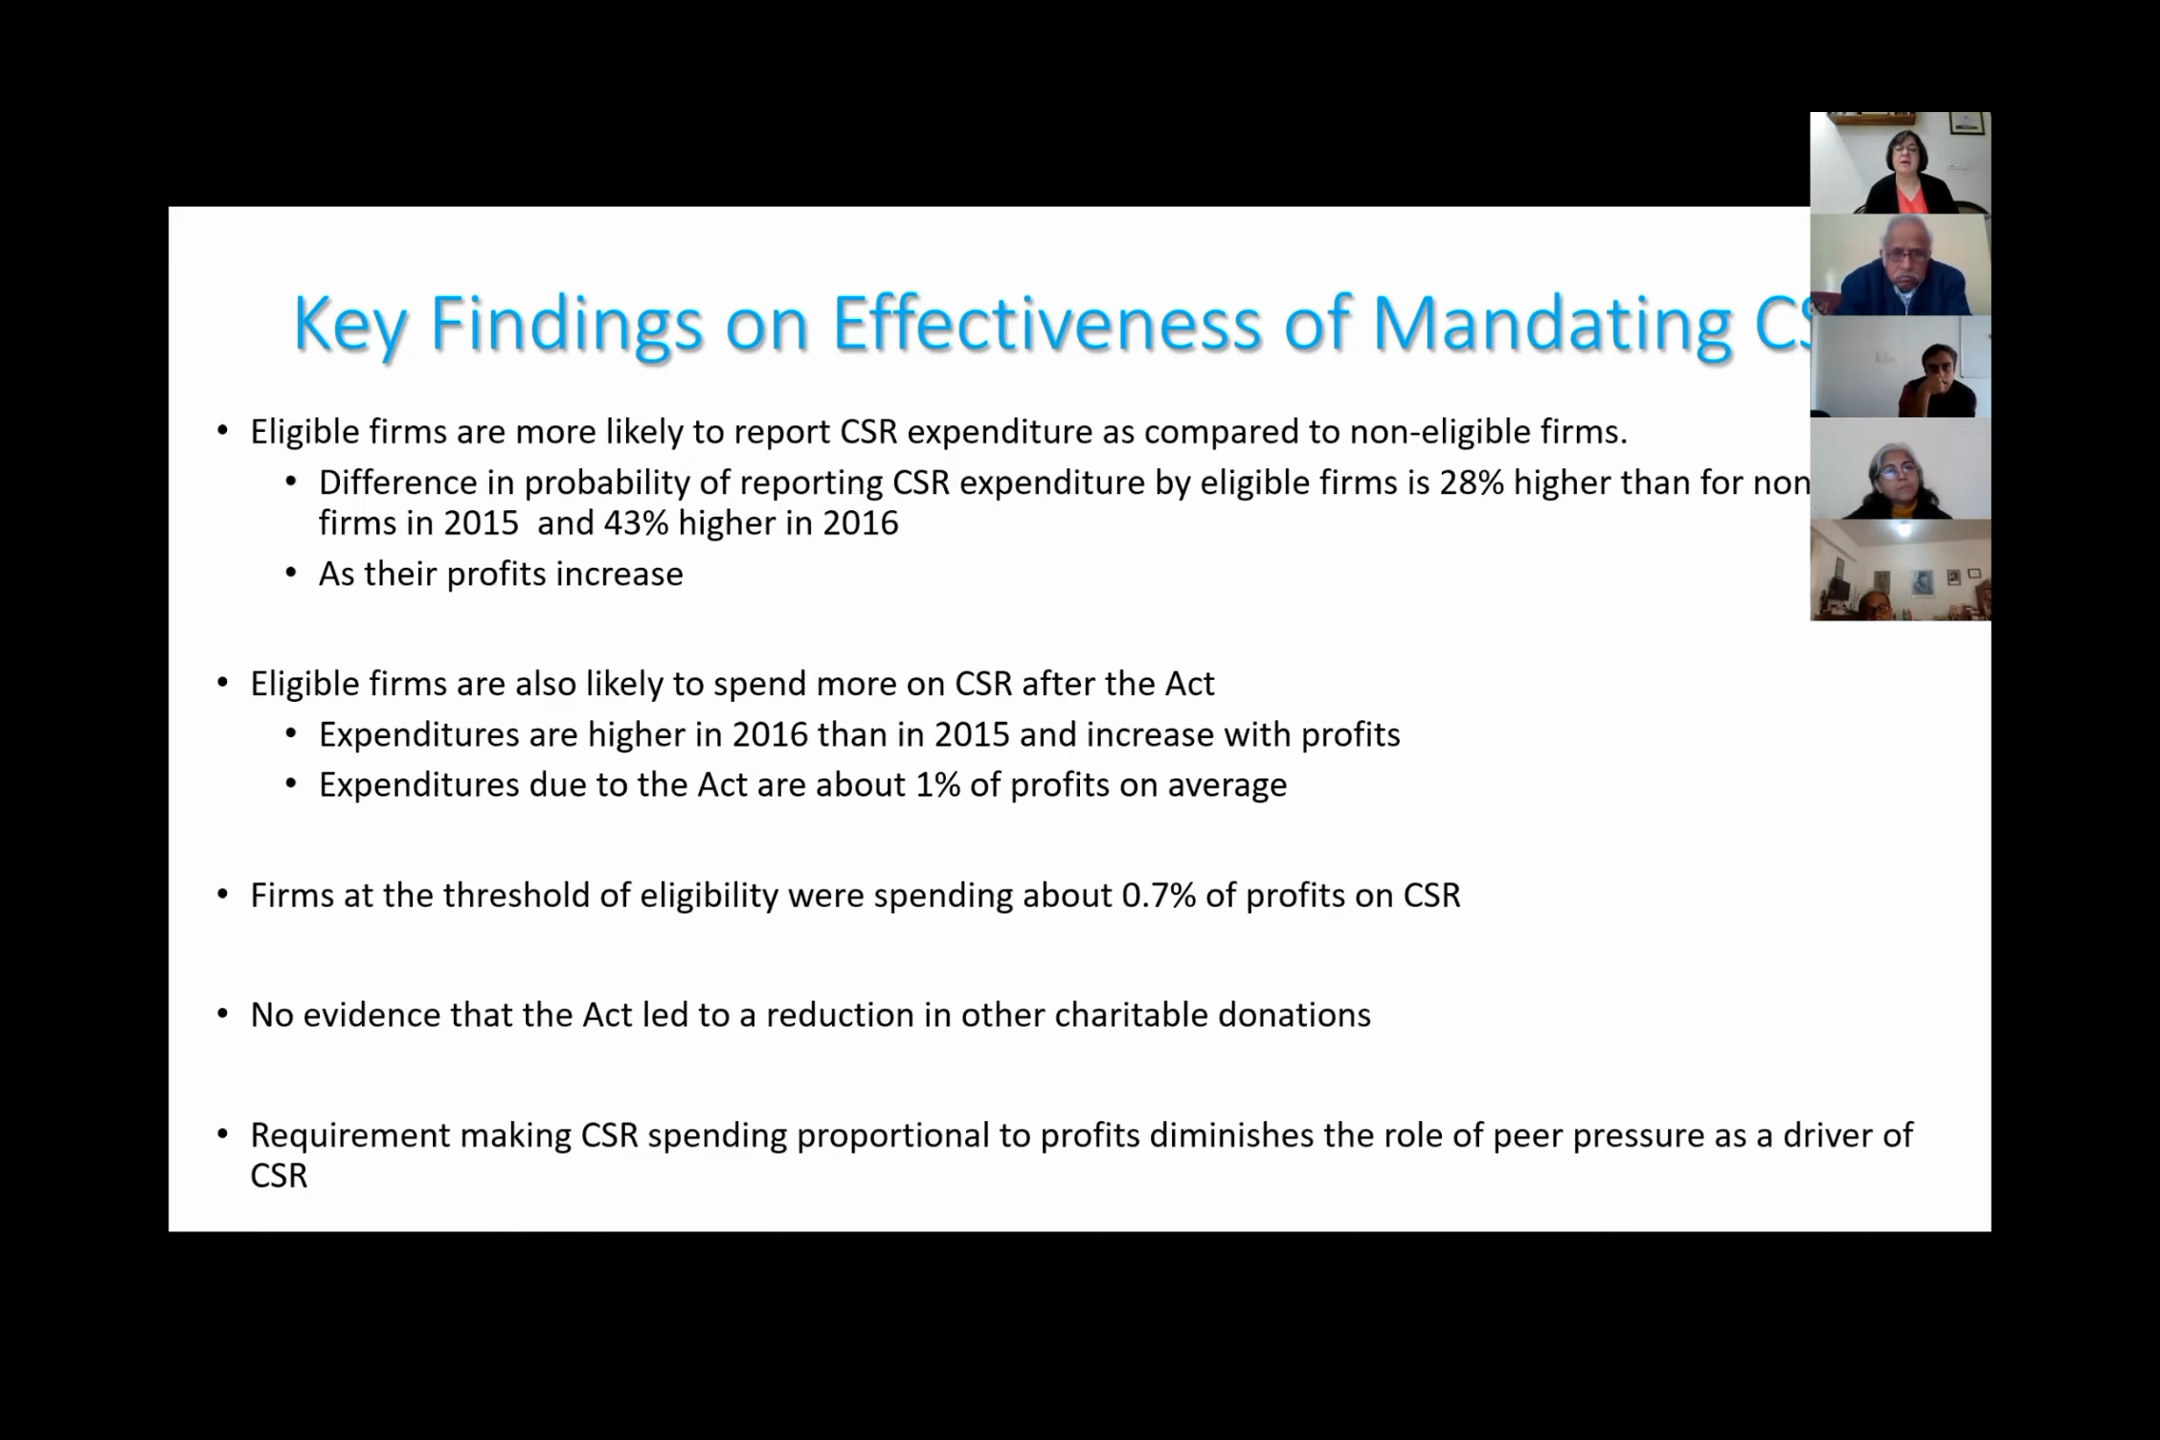 Key Findings on Effectiveness of Mandating
• Eligible firms are more likely to report CSR expenditure as compared to non-eligible firms.
• Difference in probability of reporting CSR expenditure by eligible firms is 28% higher than for non
firms in 2015 and 43% higher in 2016
• As their profits increase
• Eligible firms are also likely to spend more on CSR after the Act
• Expenditures are higher in 2016 than in 2015 and increase with profits
• Expenditures due to the Act are about 1% of profits on average
• Firms at the threshold of eligibility were spending about 0.7% of profits on CSR
• No evidence that the Act led to a reduction in other charitable donations
• Requirement making CSR spending proportional to profits diminishes the role of peer pressure as a driver of
CSR